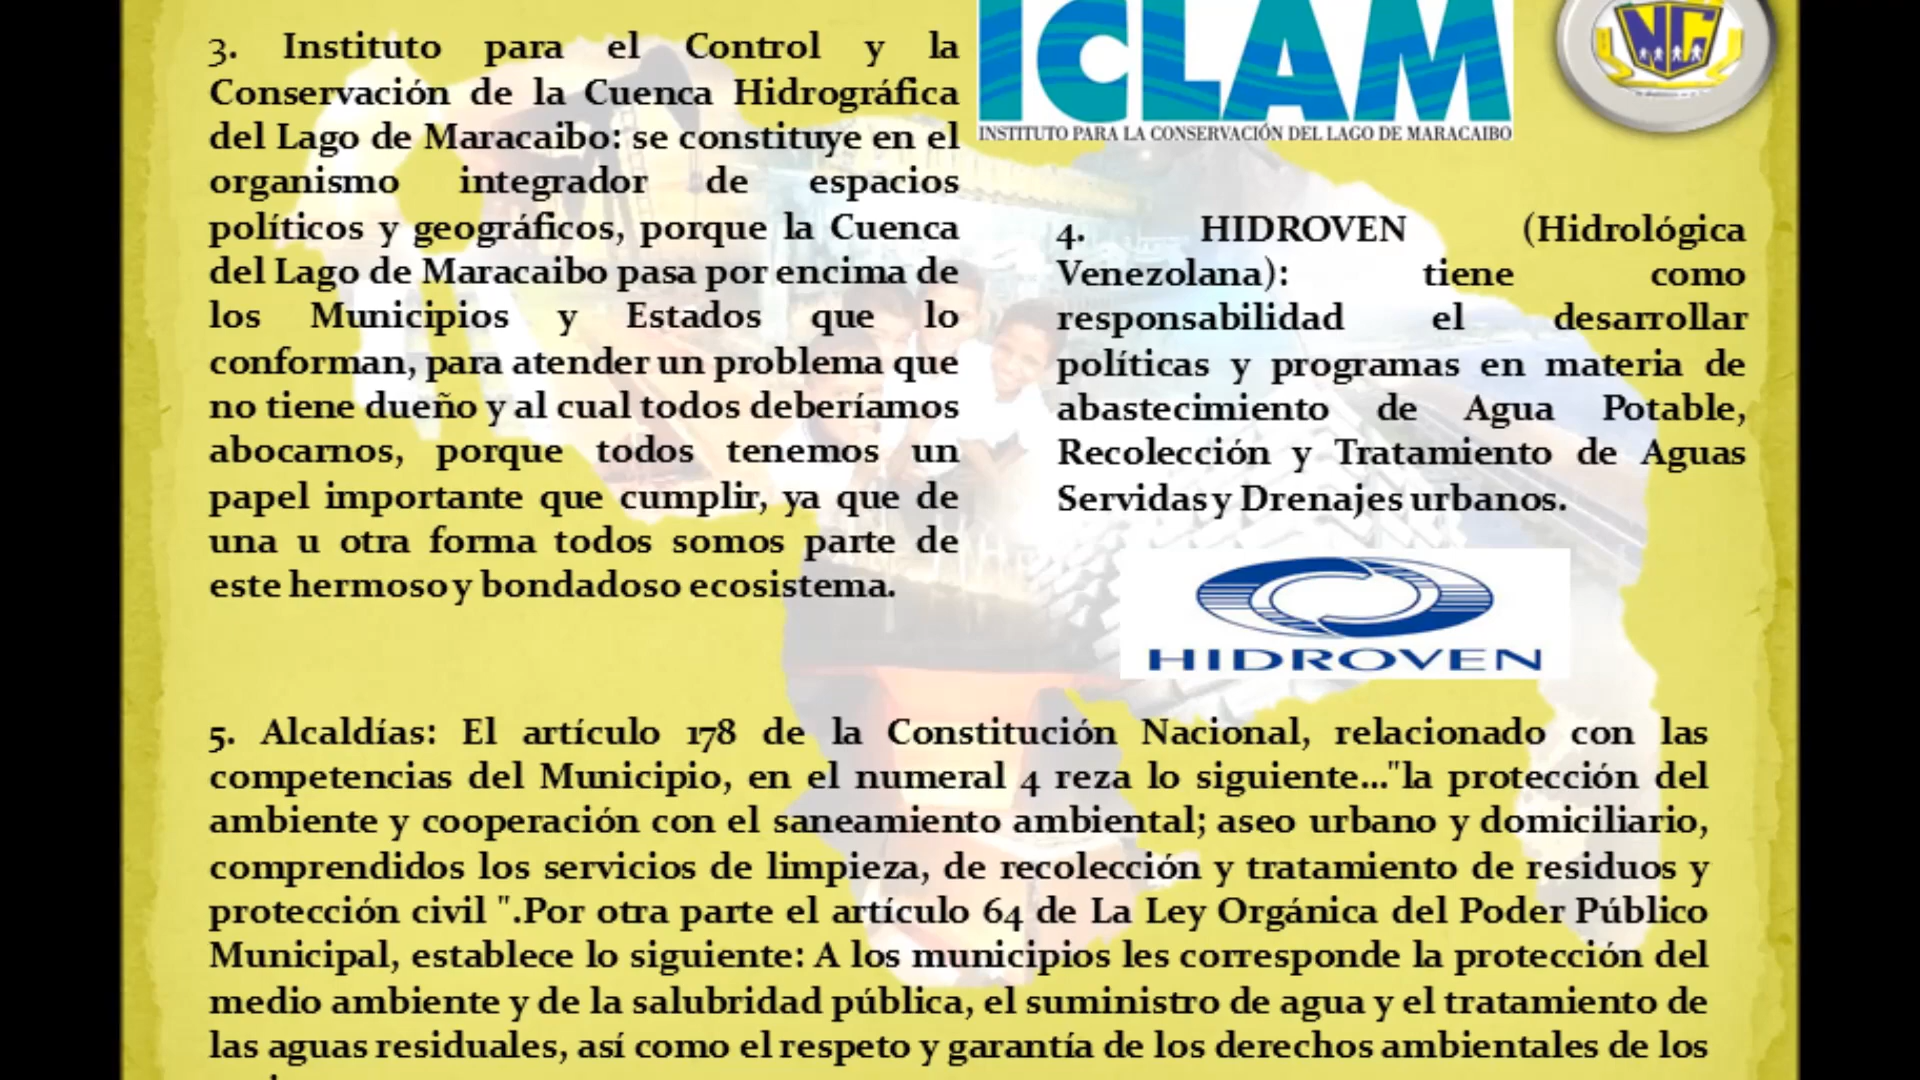 3. Instituto para el Control y la
Conservación de la Cuenca Hidrográfica
del Lago de Maracaibo: se constituye en el
organismo integrador de espacios
políticos y geográficos, porque la Cuenca
del Lago de Maracaibo pasa por encima de
los Municipios y Estados que lo
conforman, para atender un problema que
no tiene dueño y al cual todos deberíamos
abocarnos, porque todos tenemos un
papel importante que cumplir, ya que de
una u otra forma todos somos parte de
este hermoso y bondadoso ecosistema.
ICLAM
INSTITUTO PARA LA CONSERVACIÓN DEL LAGO DE MARACAIBO
NG
4. HIDROVEN (Hidrológica
Venezolana): tiene como
responsabilidad el desarrollar
políticas y programas en materia de
abastecimiento de Agua Potable,
Recolección y Tratamiento de Aguas
Servidas y Drenajes urbanos.
HIDROVEN
5. Alcaldías: El artículo 178 de la Constitución Nacional, relacionado con las
competencias del Municipio, en el numeral 4 reza lo siguiente..."la protección del
ambiente y cooperación con el saneamiento ambiental; aseo urbano y domiciliario,
comprendidos los servicios de limpieza, de recolección y tratamiento de residuos y
protección civil ".Por otra parte el artículo 64 de La Ley Orgánica del Poder Público
Municipal, establece lo siguiente: A los municipios les corresponde la protección del
medio ambiente y de la salubridad pública, el suministro de agua y el tratamiento de
las aguas residuales, así como el respeto y garantía de los derechos ambientales de los